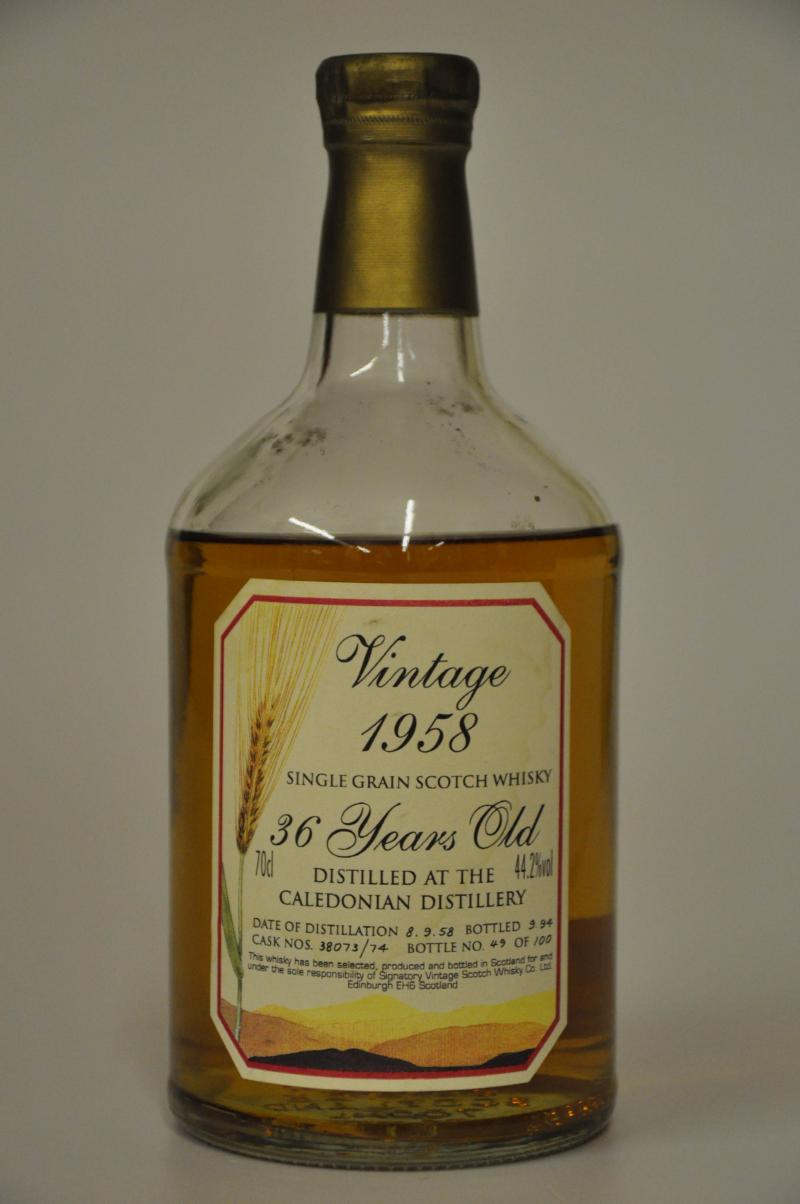 Vintage
1958
SINGLE GRAIN SCOTCH WHISKY
36 Years Old
70cl
44.2%vol
DISTILLED AT THE
CALEDONIAN DISTILLERY
DATE OF DISTILLATION 8.9.58 BOTTLED 9.94
CASK NOS. 38073/74 BOTTLE NO. 49 OF 100
This whisky has been selected, produced and bottled in Scotland for and
under the sole responsibility of Signatory Vintage Scotch Whisky Co. Ltd.
Edinburgh EH6 Scotland